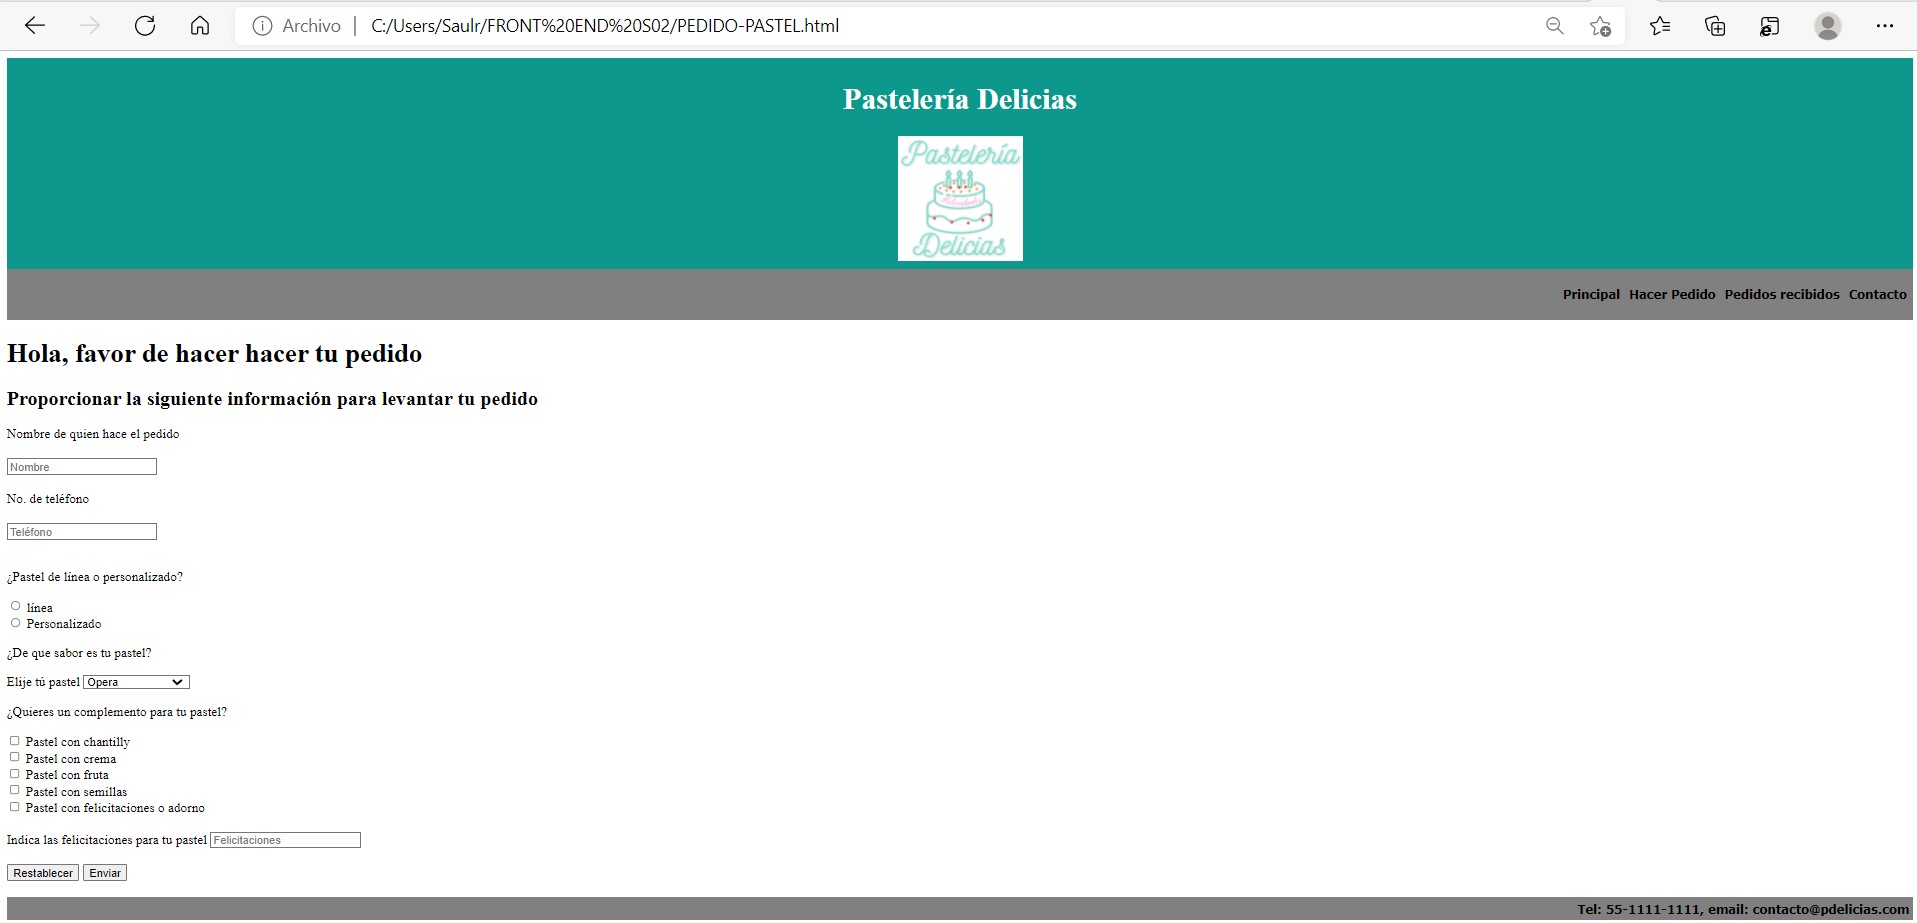 Archivo | C:/Users/Saulr/FRONT%20END%20S02/PEDIDO-PASTEL.html
Pastelería Delicias
Pastelería
Felicidades
Delicias
Principal Hacer Pedido Pedidos recibidos Contacto
Hola, favor de hacer hacer tu pedido
Proporcionar la siguiente información para levantar tu pedido
Nombre de quien hace el pedido
Nombre
No. de teléfono
Teléfono
¿Pastel de línea o personalizado?
línea
Personalizado
¿De que sabor es tu pastel?
Elije tú pastel Opera
¿Quieres un complemento para tu pastel?
Pastel con chantilly
Pastel con crema
Pastel con fruta
Pastel con semillas
Pastel con felicitaciones o adorno
Indica las felicitaciones para tu pastel Felicitaciones
Restablecer Enviar
Tel: 55-1111-1111, email: contacto@pdelicias.com